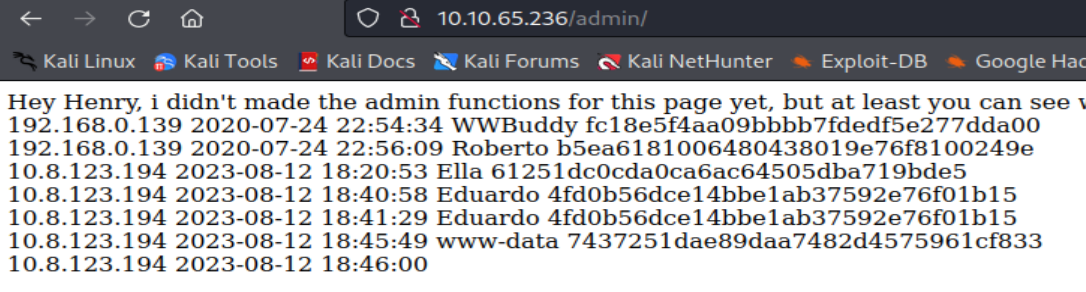 10.10.65.236/admin/
Kali Linux Kali Tools Kali Docs Kali Forums Kali NetHunter Exploit-DB Google Hac
Hey Henry, i didn't made the admin functions for this page yet, but at least you can see
192.168.0.139 2020-07-24 22:54:34 WWBuddy fc18e5f4aa09bbbb7fdedf5e277dda00
192.168.0.139 2020-07-24 22:56:09 Roberto b5ea6181006480438019e76f8100249e
10.8.123.194 2023-08-12 18:20:53 Ella 61251dc0cda0ca6ac64505dba719bde5
10.8.123.194 2023-08-12 18:40:58 Eduardo 4fd0b56dce14bbe1ab37592e76f01b15
10.8.123.194 2023-08-12 18:41:29 Eduardo 4fd0b56dce14bbe1ab37592e76f01b15
10.8.123.194 2023-08-12 18:45:49 www-data 7437251dae89daa7482d4575961cf833
10.8.123.194 2023-08-12 18:46:00